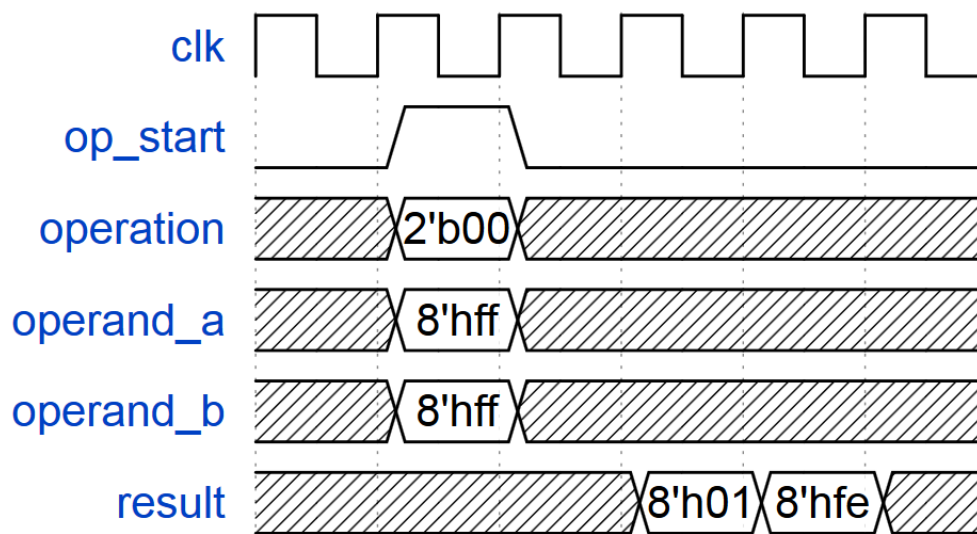 clk
op_start
operation 2'b00
operand_a 8'hff
operand_b 8'hff
result 8'h01 8'hfe